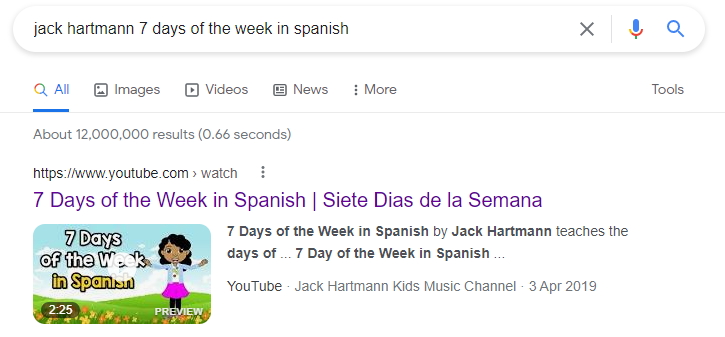 jack hartmann 7 days of the week in spanish
All Images Videos News More Tools
About 12,000,000 results (0.66 seconds)
https://www.youtube.com › watch
7 Days of the Week in Spanish | Siete Dias de la Semana
7 Days
of the Week
in Spanish
2:25 PREVIEW
7 Days of the Week in Spanish by Jack Hartmann teaches the
days of ... 7 Day of the Week in Spanish ...
YouTube · Jack Hartmann Kids Music Channel · 3 Apr 2019